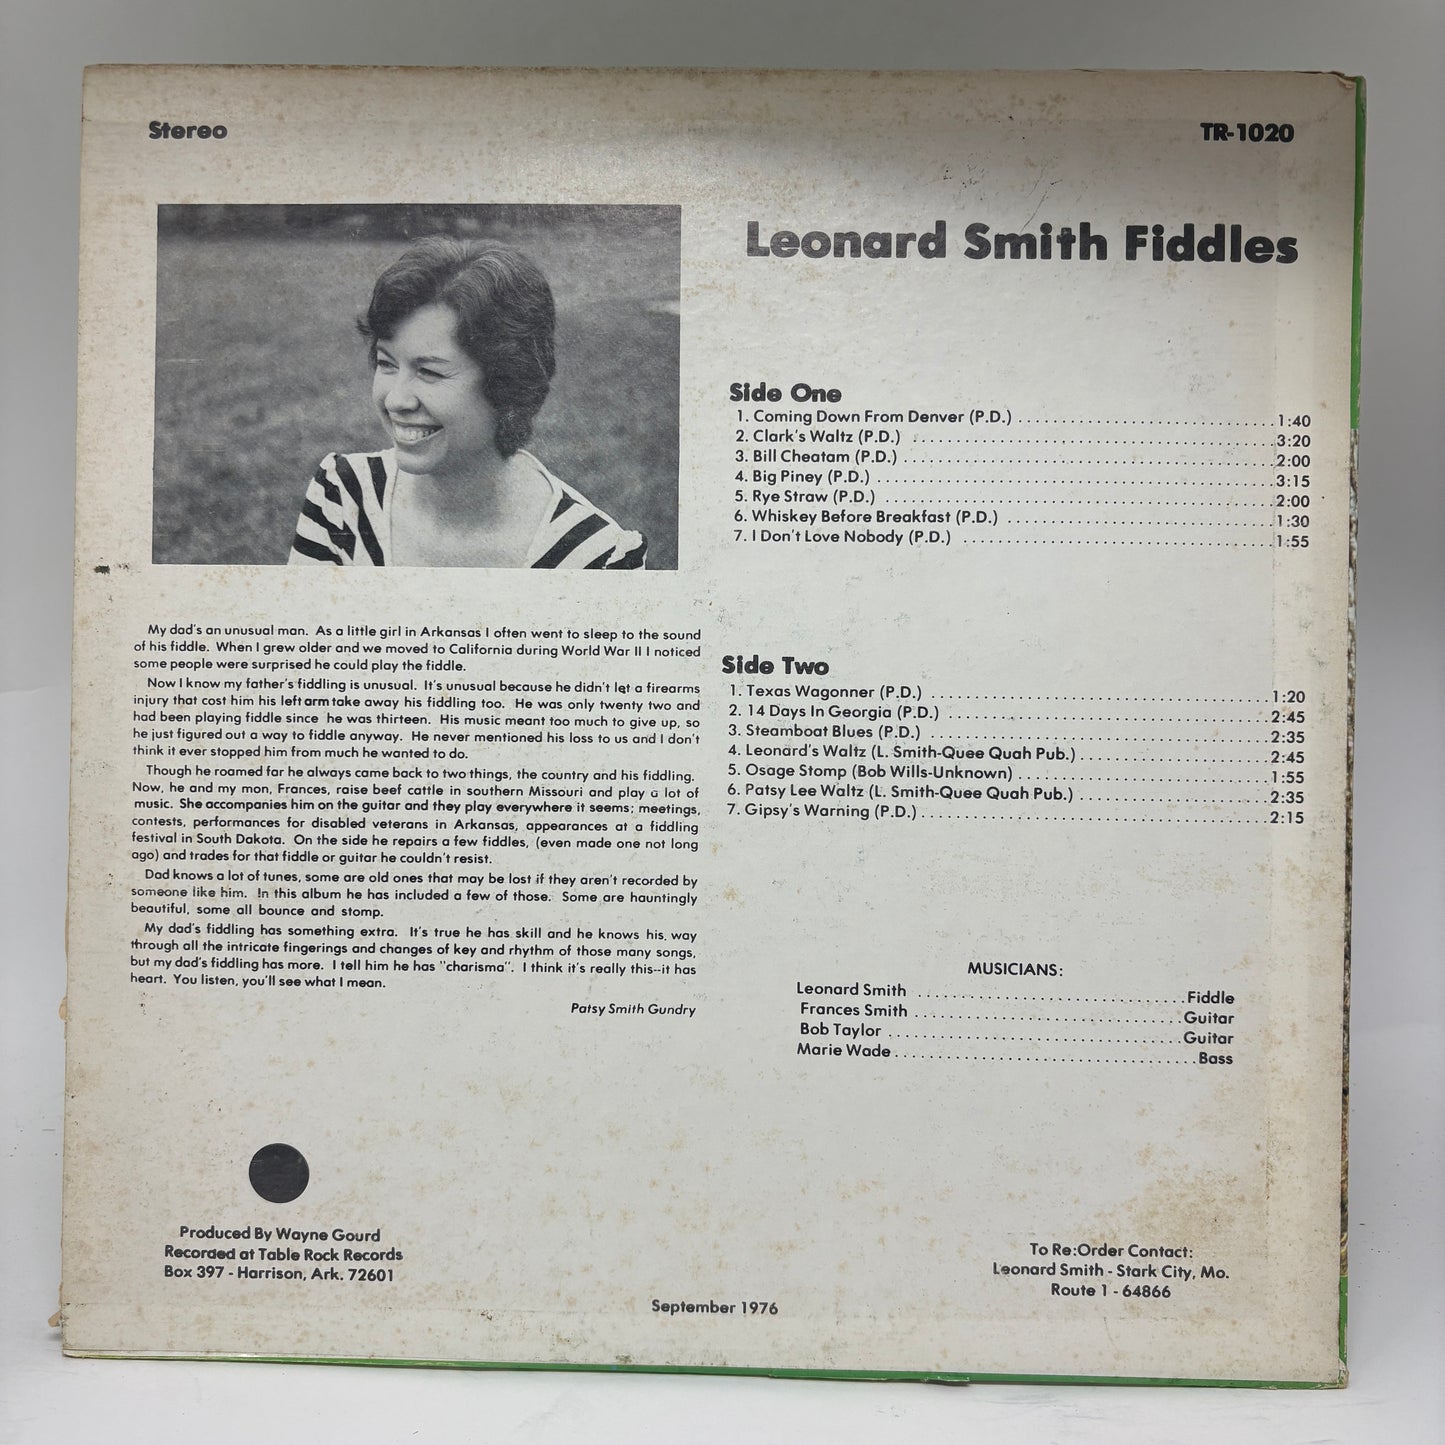 Stereo
TR-1020
Leonard Smith Fiddles
Side One
1. Coming Down From Denver (P.D.) 1:40
2. Clark's Waltz (P.D.) 3:20
3. Bill Cheatam (P.D.) 2:00
4. Big Piney (P.D.) 3:15
5. Rye Straw (P.D.) 2:00
6. Whiskey Before Breakfast (P.D.) 1:30
7. I Don't Love Nobody (P.D.) 1:55
Side Two
1. Texas Wagonner (P.D.) 1:20
2. 14 Days In Georgia (P.D.) 2:45
3. Steamboat Blues (P.D.) 2:35
4. Leonard's Waltz (L. Smith-Quee Quah Pub.) 2:45
5. Osage Stomp (Bob Wills-Unknown) 1:55
6. Patsy Lee Waltz (L. Smith-Quee Quah Pub.) 2:35
7. Gipsy's Warning (P.D.) 2:15
My dad's an unusual man. As a little girl in Arkansas I often went to sleep to the sound
of his fiddle. When I grew older and we moved to California during World War II I noticed
some people were surprised he could play the fiddle.
Now I know my father's fiddling is unusual. It's unusual because he didn't let a firearms
injury that cost him his left arm take away his fiddling too. He was only twenty two and
had been playing fiddle since he was thirteen. His music meant too much to give up, so
he just figured out a way to fiddle anyway. He never mentioned his loss to us and I don't
think it ever stopped him from much he wanted to do.
Though he roamed far he always came back to two things, the country and his fiddling.
Now, he and my mon, Frances, raise beef cattle in southern Missouri and play a lot of
music. She accompanies him on the guitar and they play everywhere it seems; meetings,
contests, performances for disabled veterans in Arkansas, appearances at a fiddling
festival in South Dakota. On the side he repairs a few fiddles, (even made one not long
ago) and trades for that fiddle or guitar he couldn't resist.
Dad knows a lot of tunes, some are old ones that may be lost if they aren't recorded by
someone like him. In this album he has included a few of those. Some are hauntingly
beautiful, some all bounce and stomp.
My dad's fiddling has something extra. It's true he has skill and he knows his way
through all the intricate fingerings and changes of key and rhythm of those many songs,
but my dad's fiddling has more. I tell him he has "charisma". I think it's really this--it has
heart. You listen, you'll see what I mean.
Patsy Smith Gundry
MUSICIANS:
Leonard Smith Fiddle
Frances Smith Guitar
Bob Taylor Guitar
Marie Wade Bass
Produced By Wayne Gourd
Recorded at Table Rock Records
Box 397 - Harrison, Ark. 72601
To Re:Order Contact:
Leonard Smith - Stark City, Mo.
Route 1 - 64866
September 1976